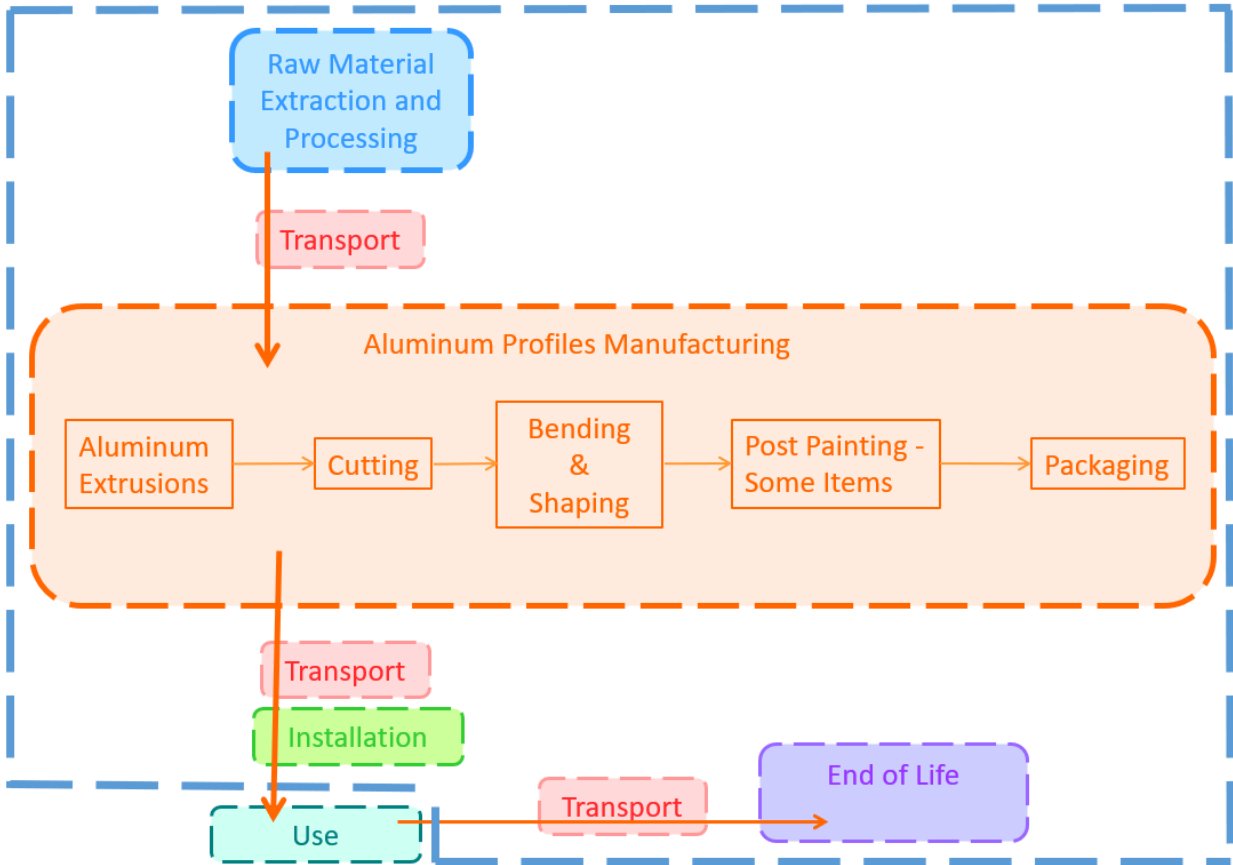 Raw Material
Extraction and
Processing
Transport
Aluminum Profiles Manufacturing
Aluminum
Extrusions
Cutting
Bending
&
Shaping
Post Painting -
Some Items
Packaging
Transport
Installation
End of Life
Transport
Use